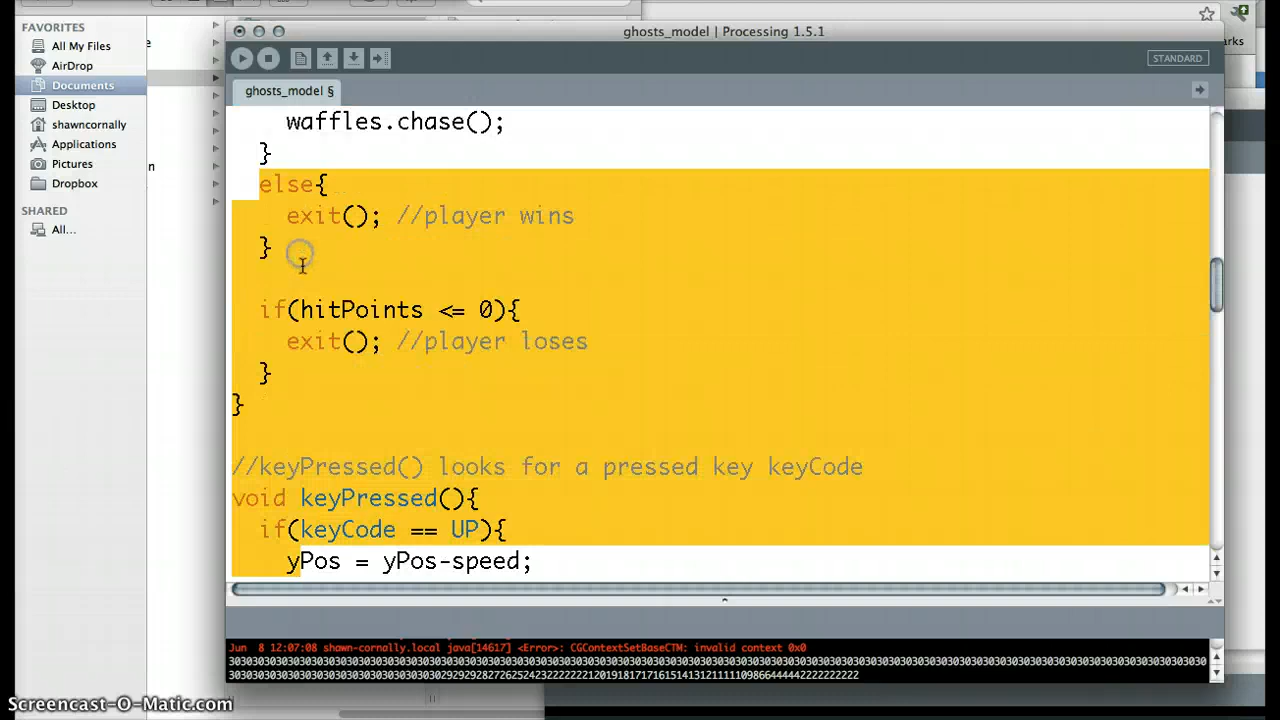 FAVORITES
All My Files
AirDrop
Documents
Desktop
shawncornally
Applications
Pictures
Dropbox
SHARED
All...
ghosts_model | Processing 1.5.1
STANDARD
ghosts_model §
waffles.chase();
}
else{
exit(); //player wins
}
if(hitPoints <= 0){
exit(); //player loses
}
}
//keyPressed() looks for a pressed key keyCode
void keyPressed(){
if(keyCode == UP){
yPos = yPos-speed;
Jun 8 12:07:08 shawn-cornally.local java[14617] <Error>: CGContextSetBaseCTM: invalid context 0x0
Screencast-O-Matic.com